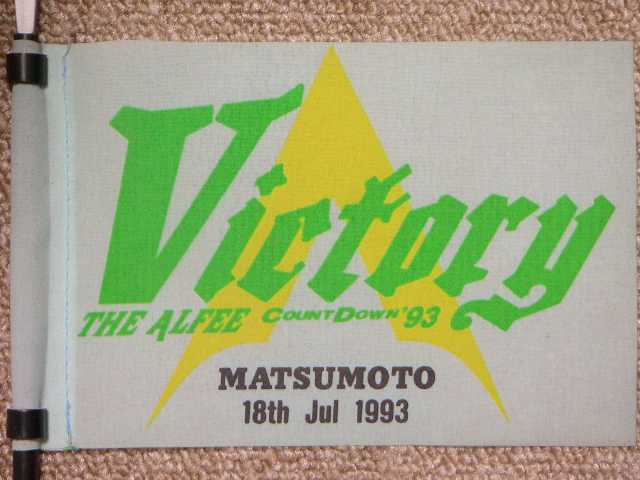 Victory
THE ALFEE COUNTDOWN'93
MATSUMOTO
18th Jul 1993